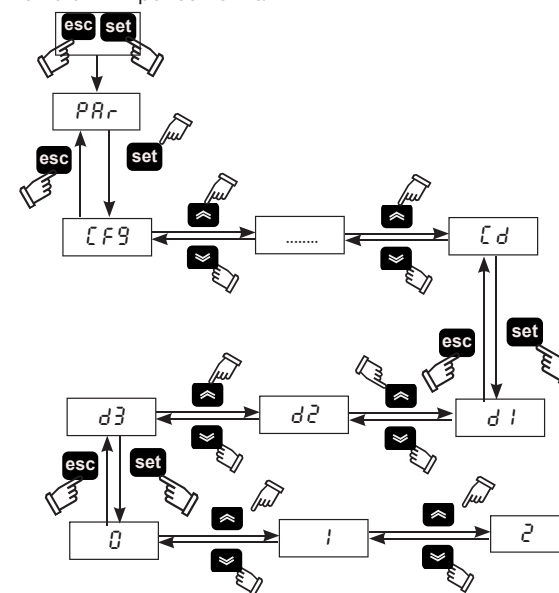 esc set
PAr
esc set
CFg
........
Cd
esc set
d3
d2
d1
esc set
0
1
2